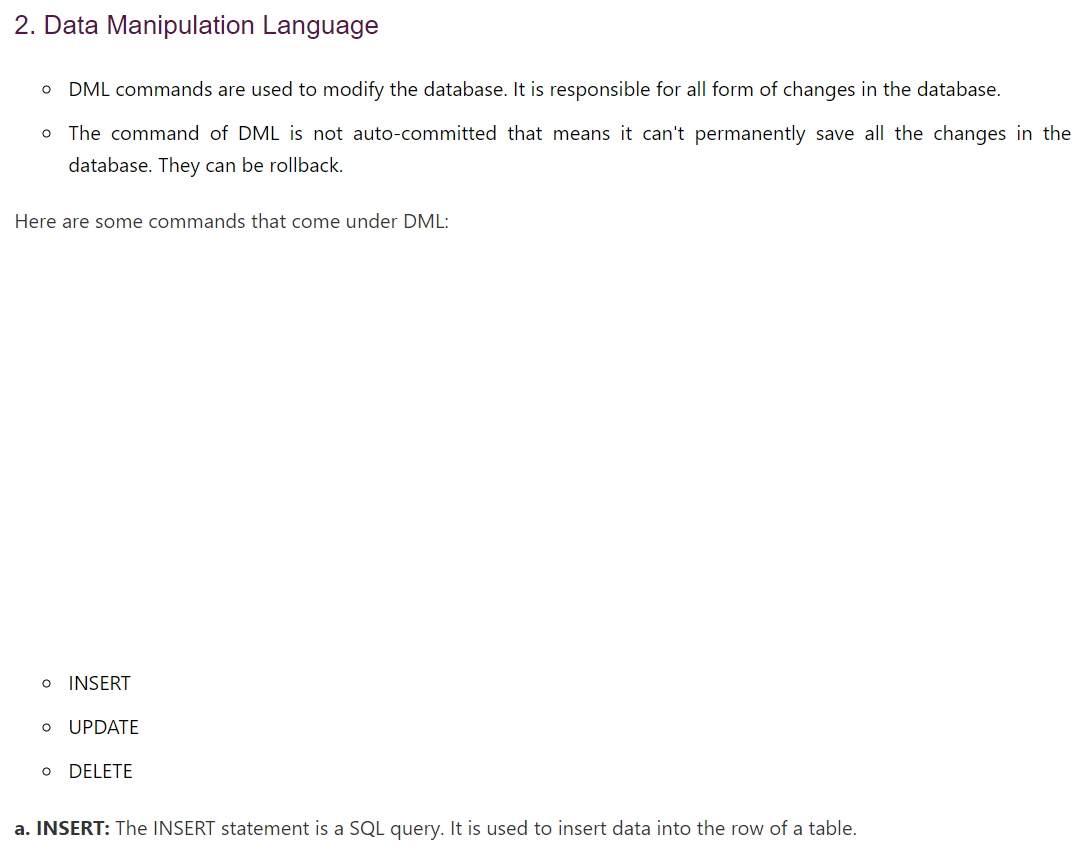 2. Data Manipulation Language
DML commands are used to modify the database. It is responsible for all form of changes in the database.
The command of DML is not auto-committed that means it can't permanently save all the changes in the
database. They can be rollback.
Here are some commands that come under DML:
INSERT
UPDATE
DELETE
a. INSERT: The INSERT statement is a SQL query. It is used to insert data into the row of a table.